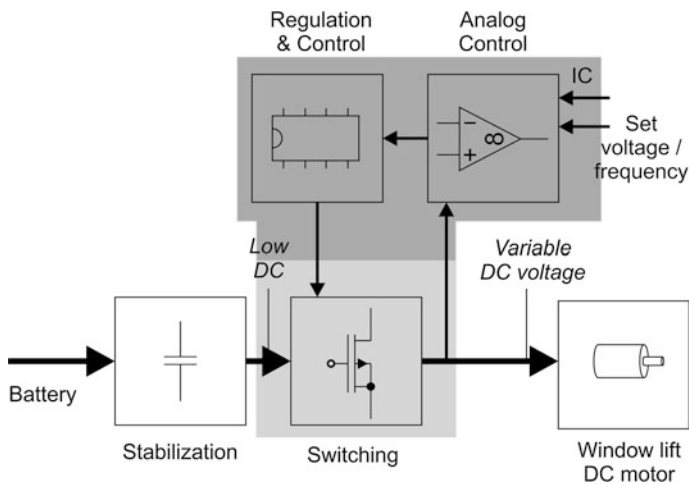 Regulation
& Control
Analog
Control
IC
Set
voltage /
frequency
−
+
8
Low
DC
Variable
DC voltage
Battery
Stabilization
Switching
Window lift
DC motor